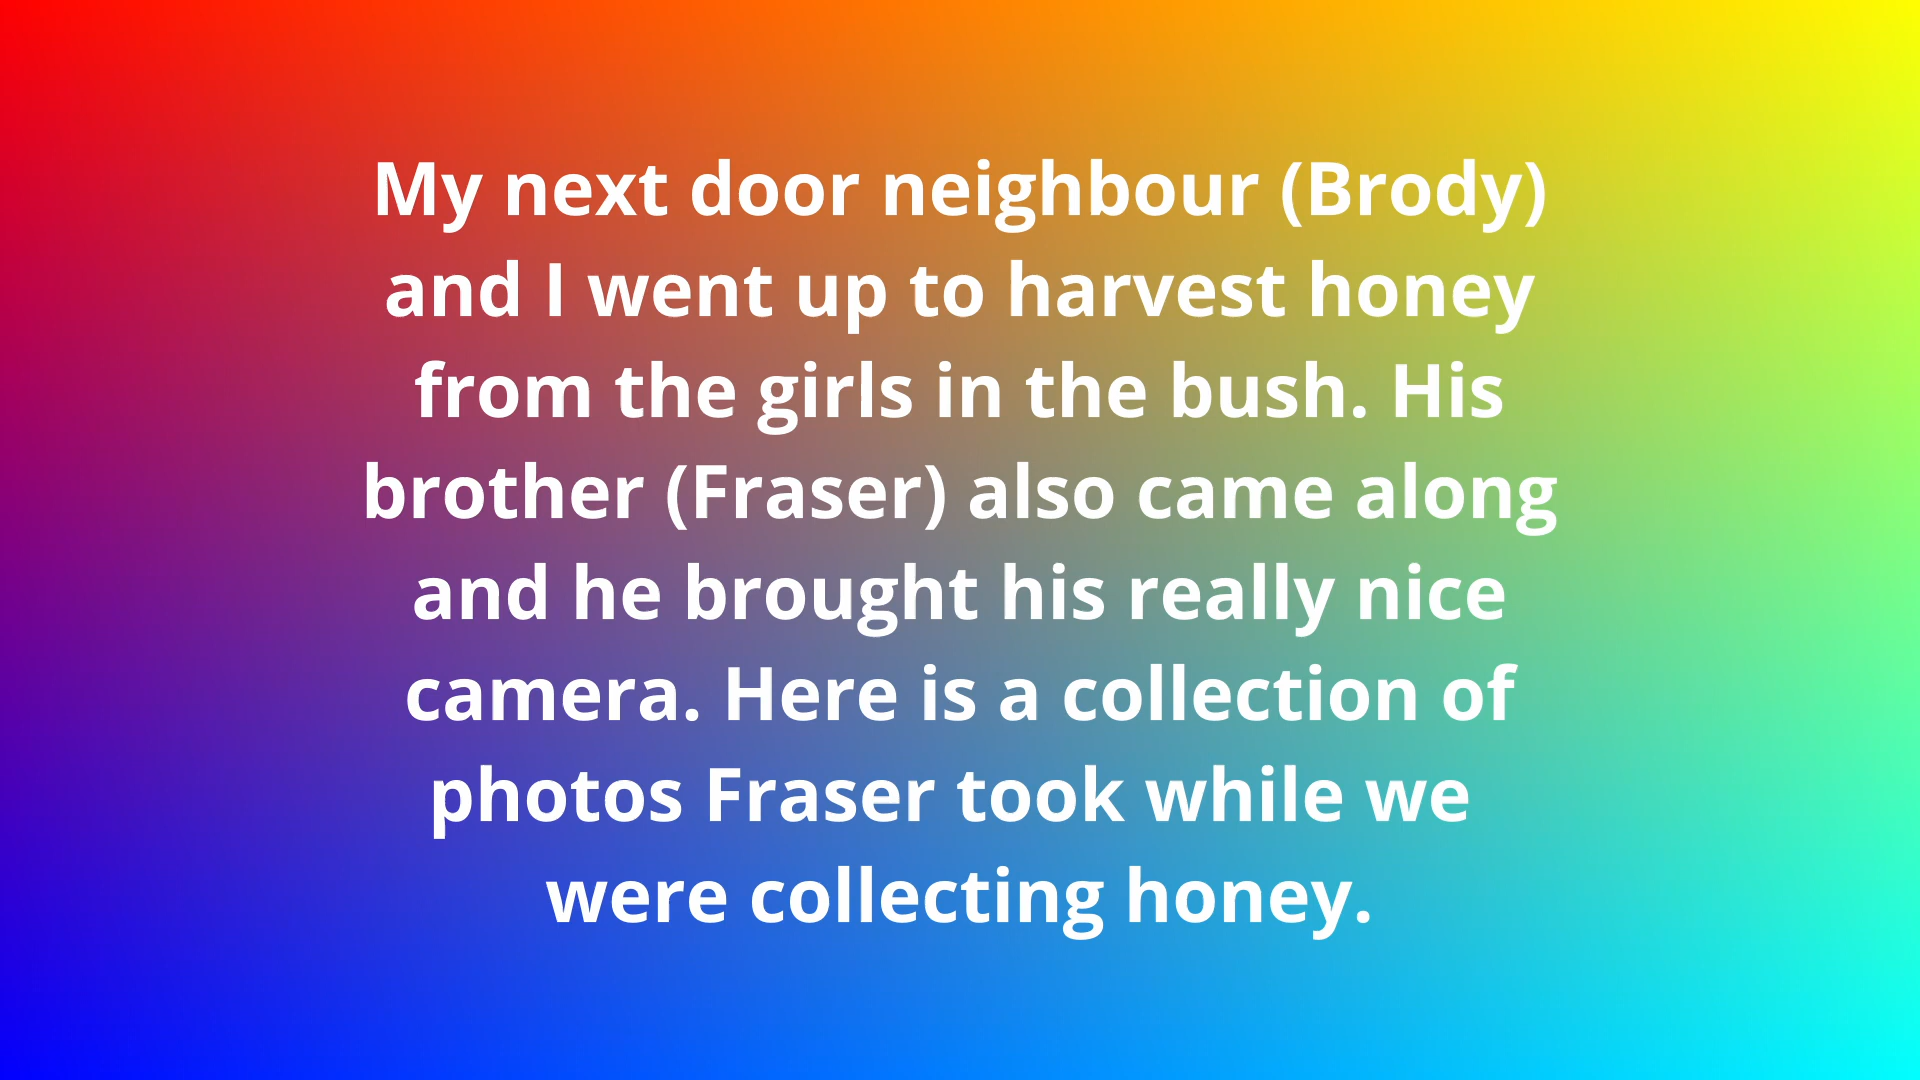 My next door neighbour (Brody)
and I went up to harvest honey
from the girls in the bush. His
brother (Fraser) also came along
and he brought his really nice
camera. Here is a collection of
photos Fraser took while we
were collecting honey.